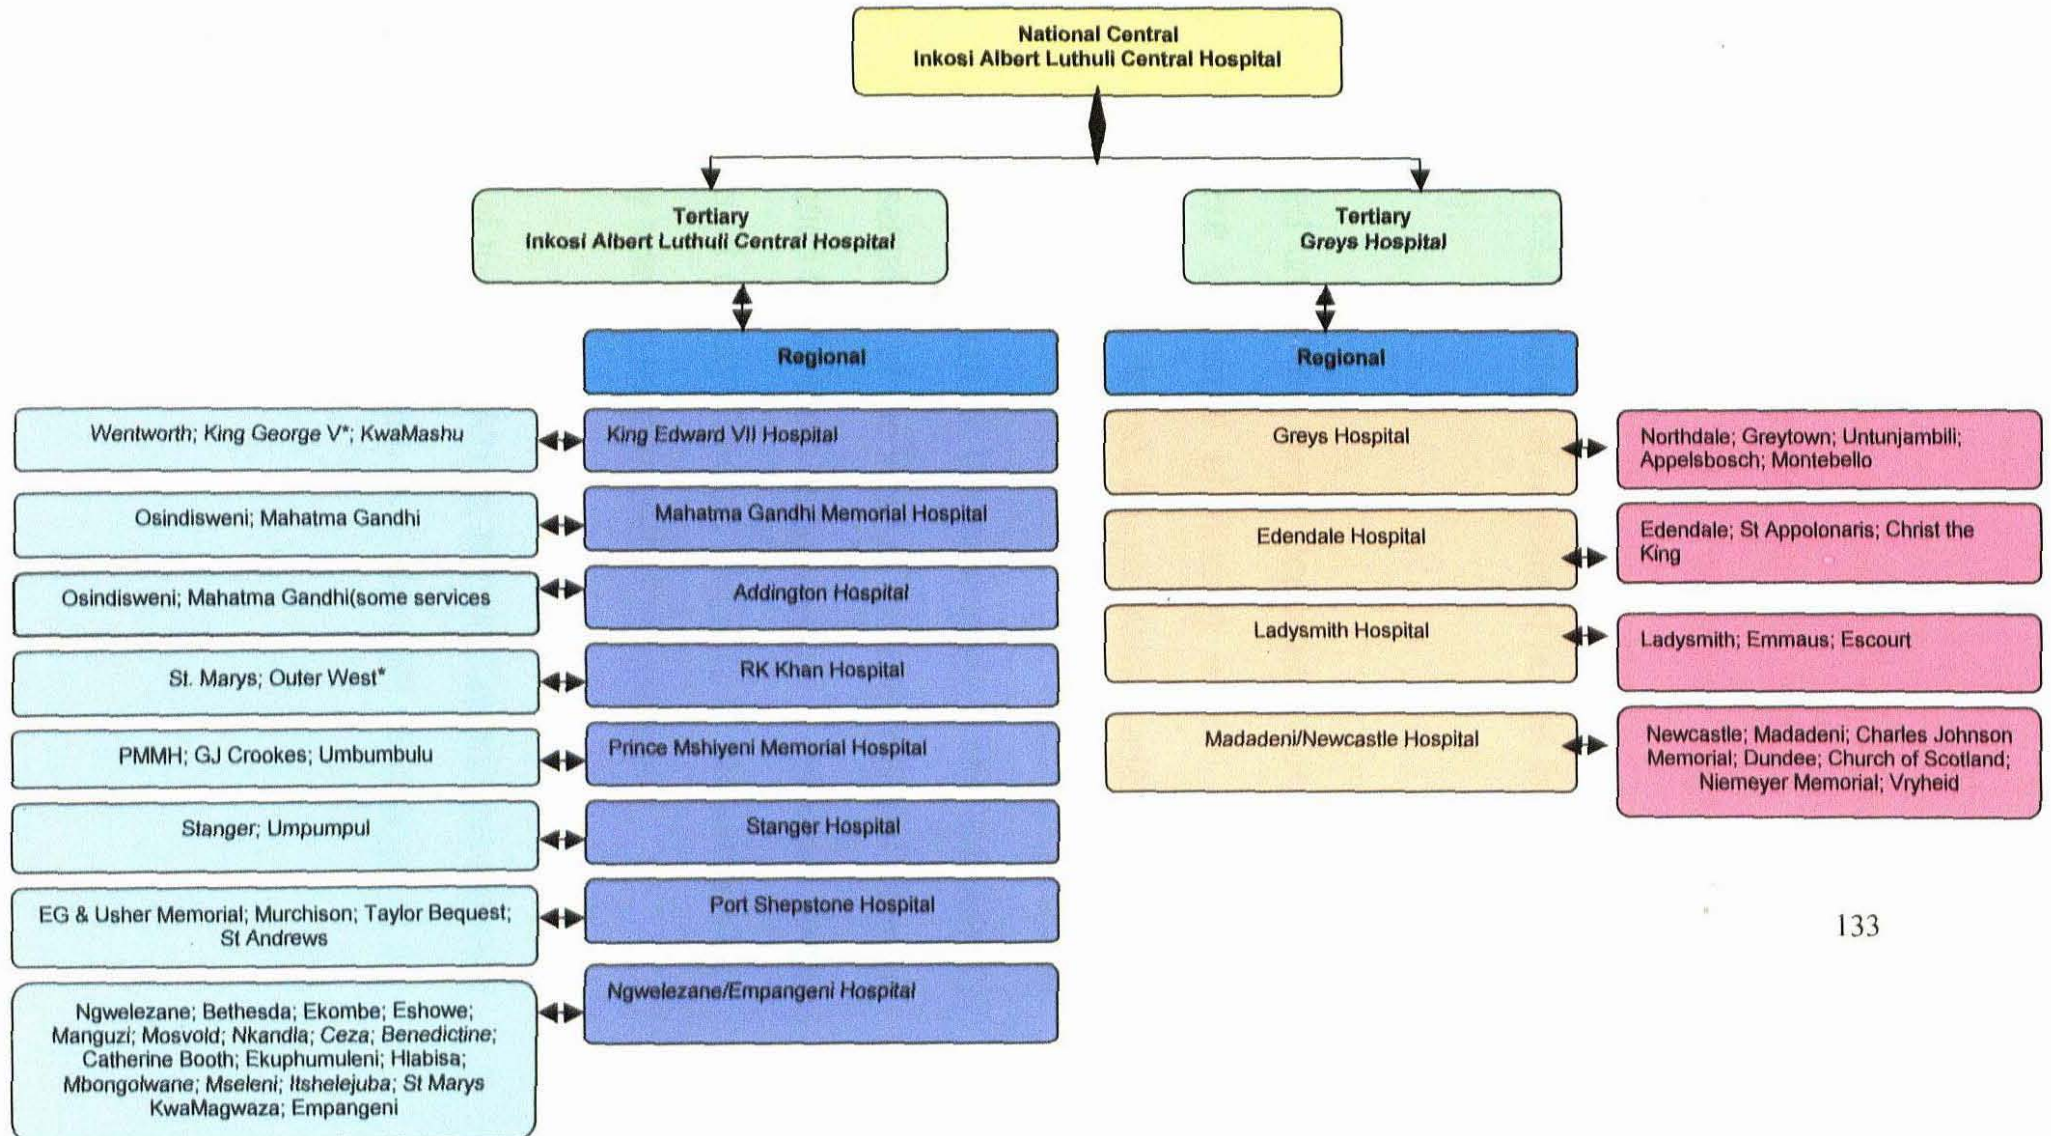 National Central
Inkosi Albert Luthuli Central Hospital
Tertiary
Inkosi Albert Luthuli Central Hospital
Tertiary
Greys Hospital
Regional
Regional
Wentworth; King George V*; KwaMashu
King Edward VII Hospital
Osindisweni; Mahatma Gandhi
Mahatma Gandhi Memorial Hospital
Osindisweni; Mahatma Gandhi(some services
Addington Hospital
St. Marys; Outer West*
RK Khan Hospital
PMMH; GJ Crookes; Umbumbulu
Prince Mshiyeni Memorial Hospital
Stanger; Umpumpul
Stanger Hospital
EG & Usher Memorial; Murchison; Taylor Bequest;
St Andrews
Port Shepstone Hospital
Ngwelezane; Bethesda; Ekombe; Eshowe;
Manguzi; Mosvold; Nkandla; Ceza; Benedictine;
Catherine Booth; Ekuphumuleni; Hlabisa;
Mbongolwane; Mseleni; Itshelejuba; St Marys
KwaMagwaza; Empangeni
Ngwelezane/Empangeni Hospital
Greys Hospital
Northdale; Greytown; Untunjambili;
Appelsbosch; Montebello
Edendale Hospital
Edendale; St Appolonaris; Christ the
King
Ladysmith Hospital
Ladysmith; Emmaus; Escourt
Madadeni/Newcastle Hospital
Newcastle; Madadeni; Charles Johnson
Memorial; Dundee; Church of Scotland;
Niemeyer Memorial; Vryheid
133